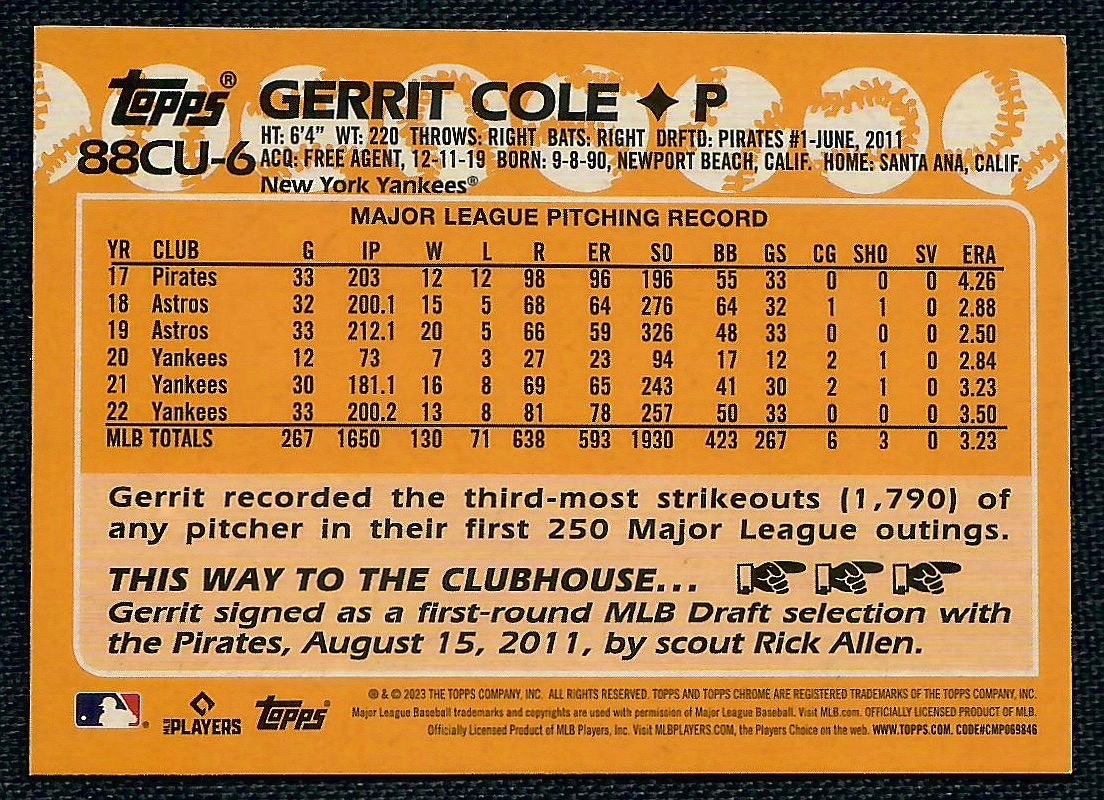 topps®
GERRIT COLE ✦ P
88CU-6
HT: 6'4" WT: 220 THROWS: RIGHT BATS: RIGHT DRFTD: PIRATES #1-JUNE, 2011
ACQ: FREE AGENT, 12-11-19 BORN: 9-8-90, NEWPORT BEACH, CALIF. HOME: SANTA ANA, CALIF.
New York Yankees®
MAJOR LEAGUE PITCHING RECORD
YR CLUB G IP W L R ER SO BB GS CG SHO SV ERA
17 Pirates 33 203 12 12 98 96 196 55 33 0 0 0 4.26
18 Astros 32 200.1 15 5 68 64 276 64 32 1 1 0 2.88
19 Astros 33 212.1 20 5 66 59 326 48 33 0 0 0 2.50
20 Yankees 12 73 7 3 27 23 94 17 12 2 1 0 2.84
21 Yankees 30 181.1 16 8 69 65 243 41 30 2 1 0 3.23
22 Yankees 33 200.2 13 8 81 78 257 50 33 0 0 0 3.50
MLB TOTALS 267 1650 130 71 638 593 1930 423 267 6 3 0 3.23
Gerrit recorded the third-most strikeouts (1,790) of
any pitcher in their first 250 Major League outings.
THIS WAY TO THE CLUBHOUSE...
Gerrit signed as a first-round MLB Draft selection with
the Pirates, August 15, 2011, by scout Rick Allen.
® & © 2023 THE TOPPS COMPANY, INC. ALL RIGHTS RESERVED. TOPPS AND TOPPS CHROME ARE REGISTERED TRADEMARKS OF THE TOPPS COMPANY, INC.
MLB PLAYERS
topps®
Major League Baseball trademarks and copyrights are used with permission of Major League Baseball. Visit MLB.com. OFFICIALLY LICENSED PRODUCT OF MLB.
Officially Licensed Product of MLB Players, Inc. Visit MLBPLAYERS.COM, the Players Choice on the web. WWW.TOPPS.COM. CODE#CMP069846